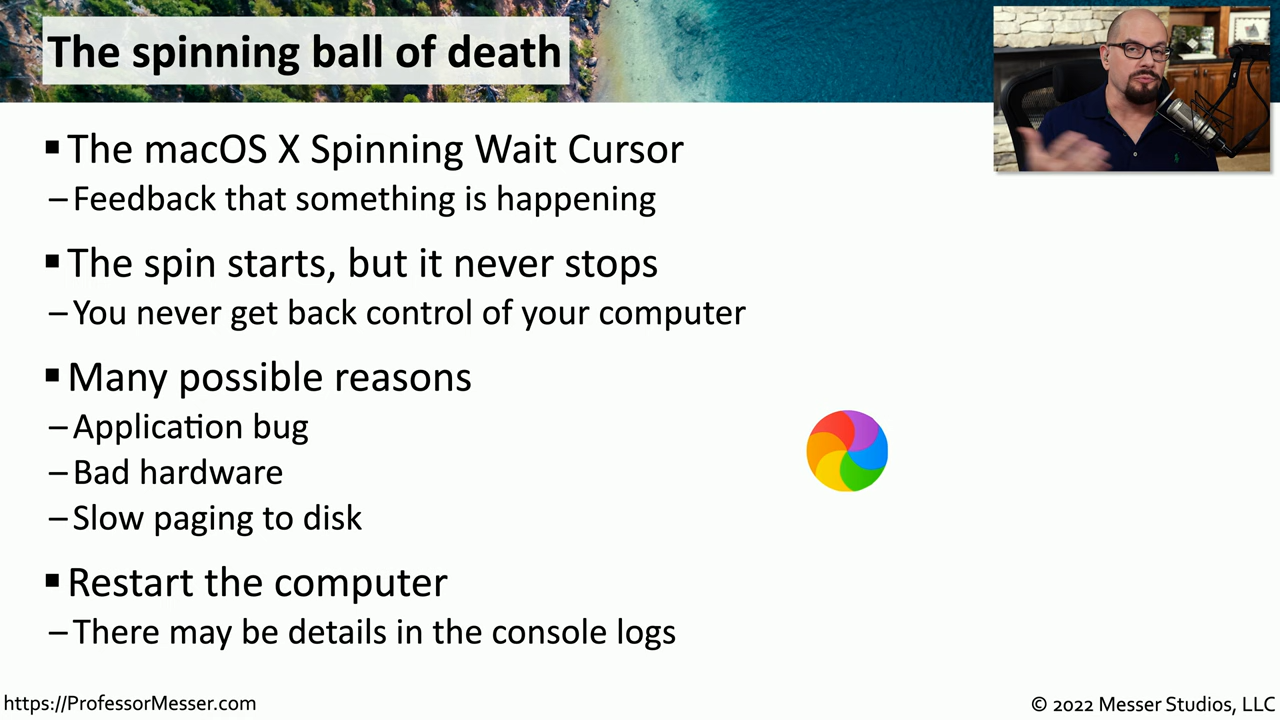 The spinning ball of death
▪ The macOS X Spinning Wait Cursor
– Feedback that something is happening
▪ The spin starts, but it never stops
– You never get back control of your computer
▪ Many possible reasons
– Application bug
– Bad hardware
– Slow paging to disk
▪ Restart the computer
– There may be details in the console logs
https://ProfessorMesser.com
© 2022 Messer Studios, LLC